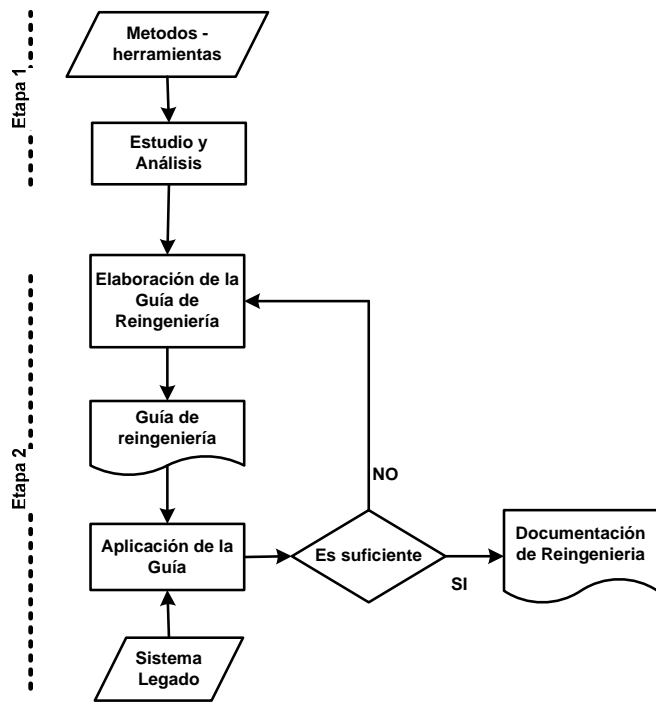 Etapa 1
Metodos -
herramientas
Estudio y
Análisis
Etapa 2
Elaboración de la
Guía de
Reingeniería
Guía de
reingeniería
NO
Aplicación de la
Guía
Es suficiente
SI
Documentación
de Reingenieria
Sistema
Legado